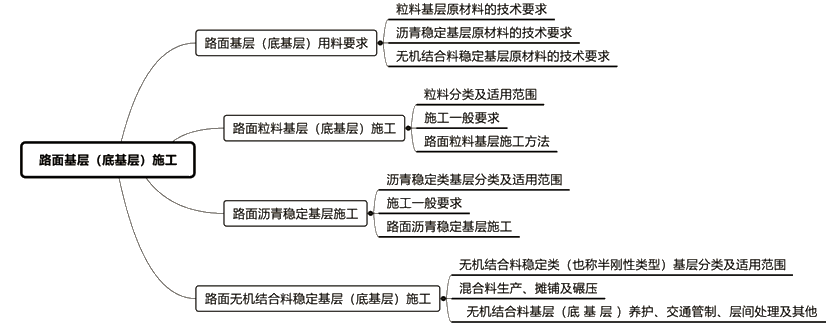 路面基层（底基层）施工
路面基层（底基层）用料要求
粒料基层原材料的技术要求
沥青稳定基层原材料的技术要求
无机结合料稳定基层原材料的技术要求
路面粒料基层（底基层）施工
粒料分类及适用范围
施工一般要求
路面粒料基层施工方法
路面沥青稳定基层施工
沥青稳定类基层分类及适用范围
施工一般要求
路面沥青稳定基层施工
路面无机结合料稳定基层（底基层）施工
无机结合料稳定类（也称半刚性类型）基层分类及适用范围
混合料生产、摊铺及碾压
无机结合料基层（底 基 层 ）养护、交通管制、层间处理及其他